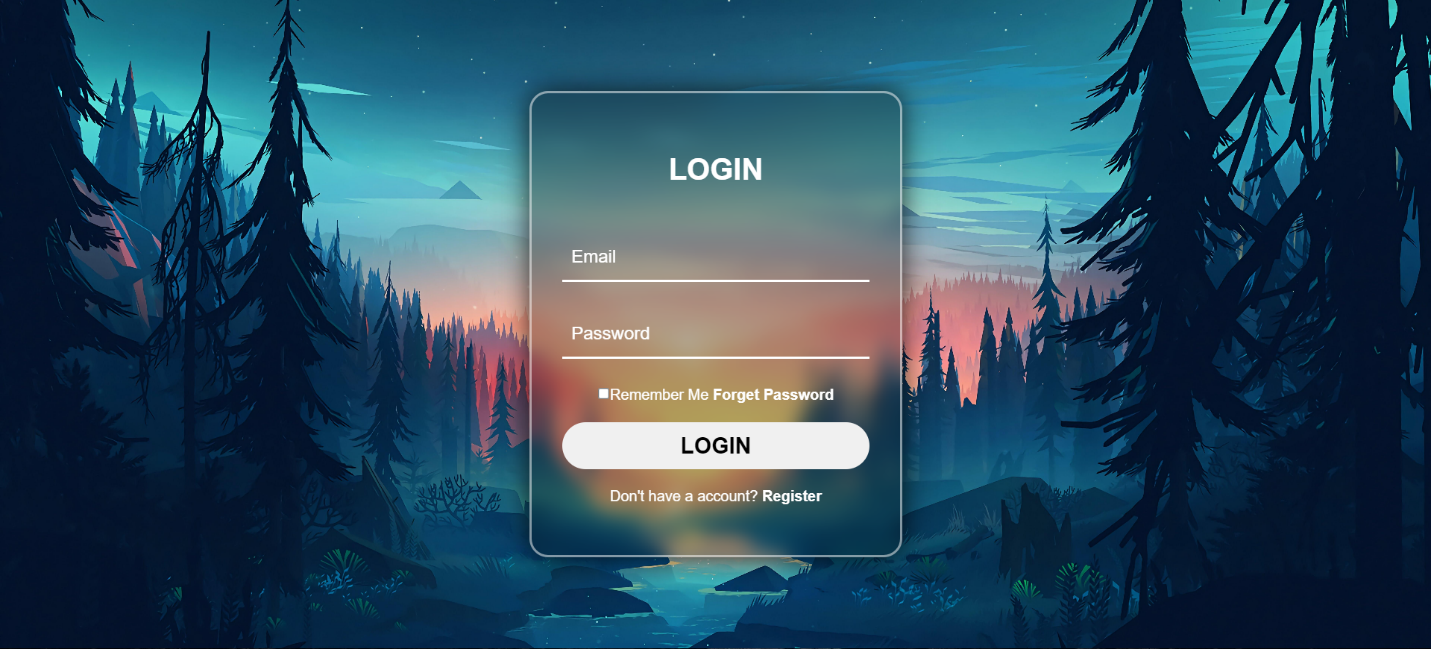 LOGIN
Email
Password
Remember Me Forget Password
LOGIN
Don't have a account? Register